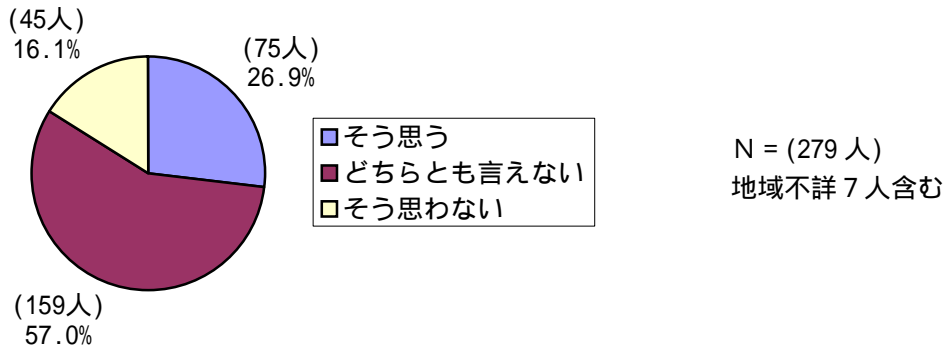 (45人)
16.1%
(75人)
26.9%
そう思う
どちらとも言えない
そう思わない
N = (279 人)
地域不詳 7 人含む
(159人)
57.0%